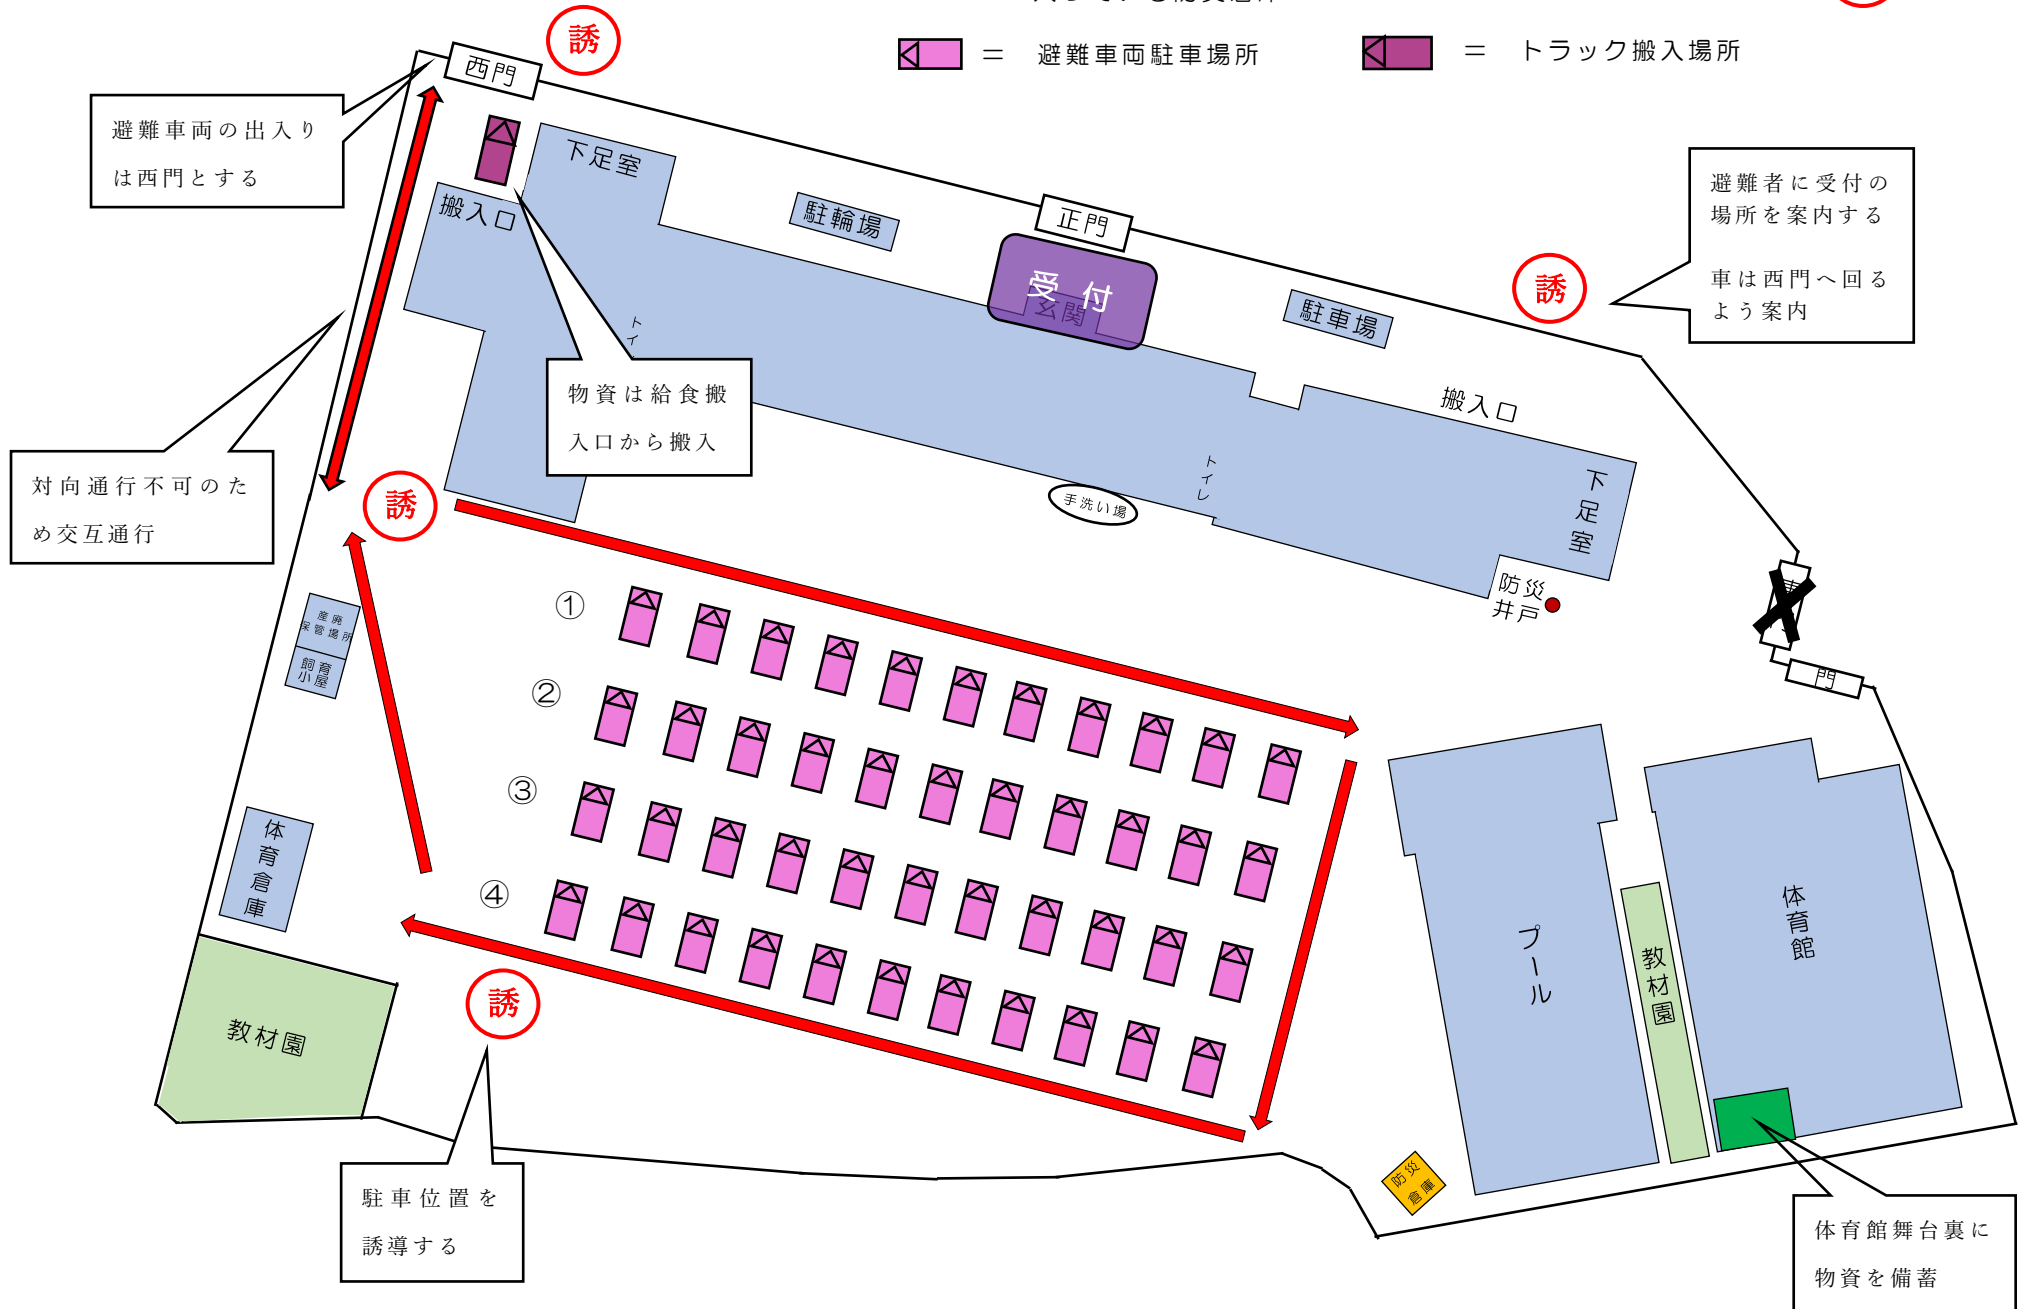 ＝　避難車両駐車場所
＝　トラック搬入場所
誘
西門
避難車両の出入り
は西門とする
下足室
搬入口
駐輪場
正門
受付
玄関
駐車場
誘
避難者に受付の
場所を案内する
車は西門へ回る
よう案内
物資は給食搬
入口から搬入
搬入口
対向通行不可のた
め交互通行
誘
トイレ
手洗い場
下足室
防災
井戸
門
産廃
保管場所
飼育
小屋
①
②
③
④
体育倉庫
教材園
誘
駐車位置を
誘導する
プール
教材園
体育館
防災
倉庫
体育館舞台裏に
物資を備蓄